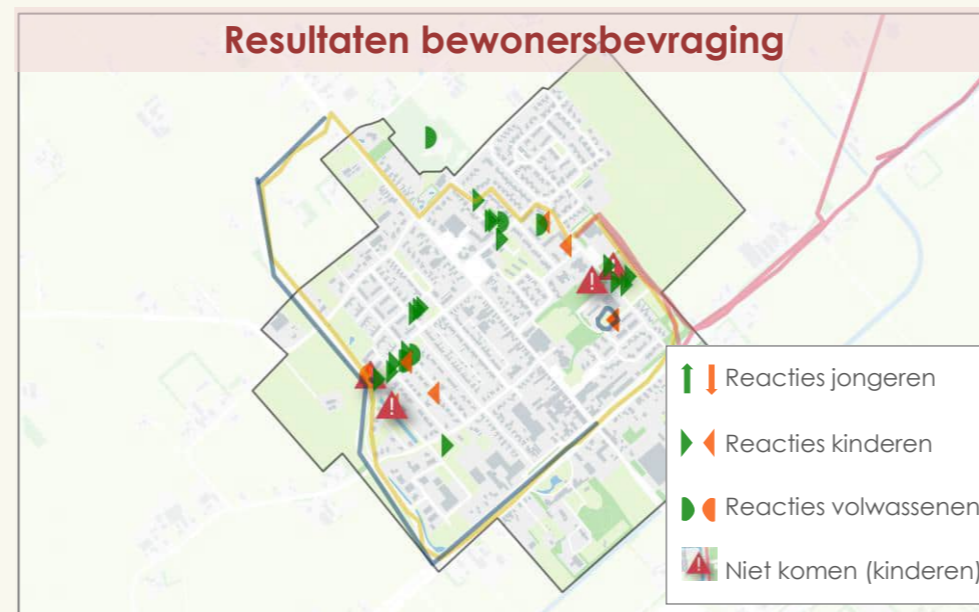 Resultaten bewonersbevraging
Reacties jongeren
Reacties kinderen
Reacties volwassenen
Niet komen (kinderen)